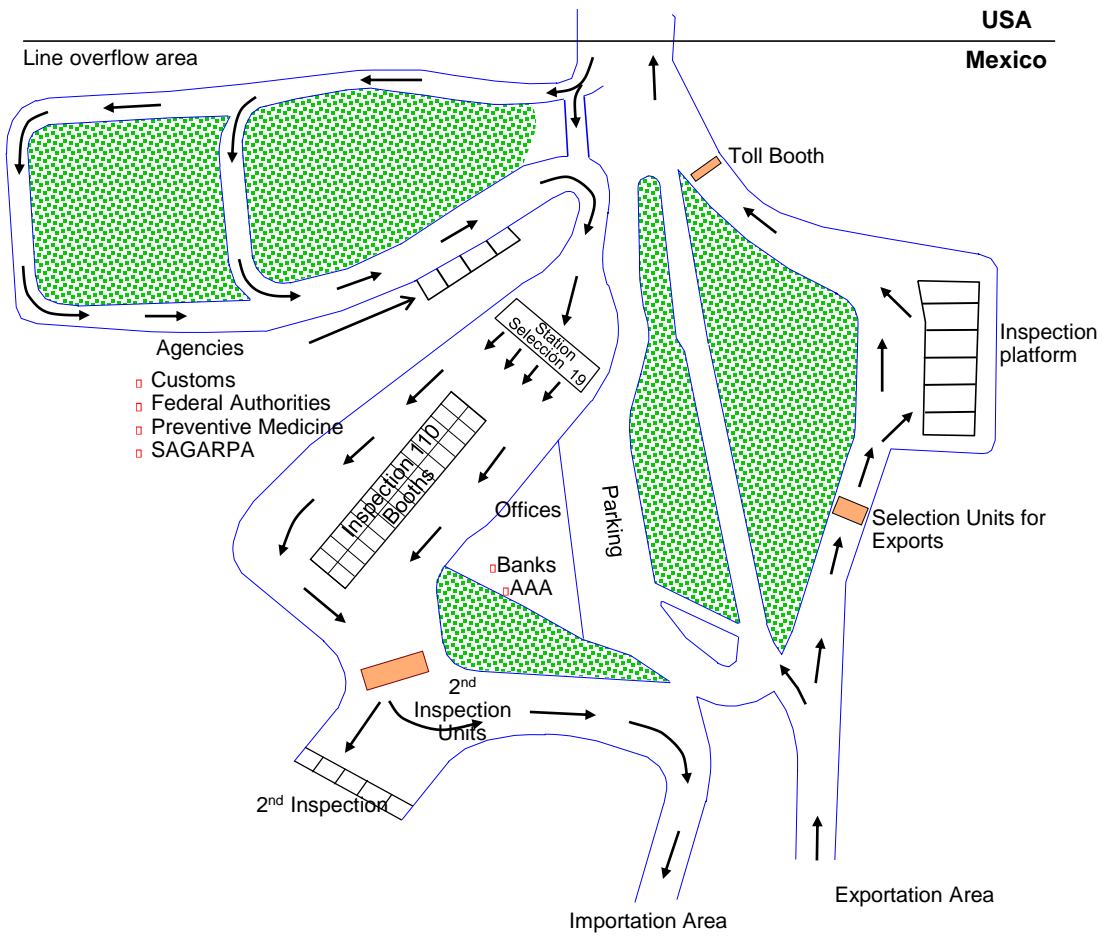 USA
Line overflow area
Mexico
Toll Booth
Station
Selección 19
Inspection
platform
Agencies
Customs
Federal Authorities
Preventive Medicine
SAGARPA
Inspection 110
Booths
Parking
Offices
Selection Units for
Exports
Banks
AAA
2nd
Inspection
Units
2nd Inspection
Exportation Area
Importation Area